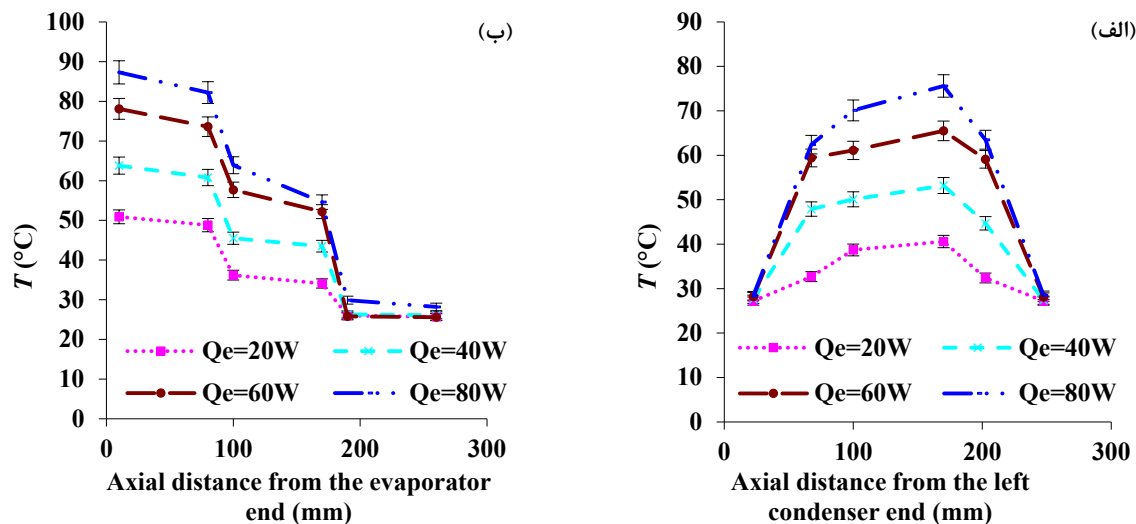 (ب)
T (°C)
100
90
80
70
60
50
40
30
20
10
0
Qe=20W
Qe=40W
Qe=60W
Qe=80W
0
100
200
300
Axial distance from the evaporator
end (mm)
(الف)
T (°C)
90
80
70
60
50
40
30
20
10
0
Qe=20W
Qe=40W
Qe=60W
Qe=80W
0
100
200
300
Axial distance from the left
condenser end (mm)